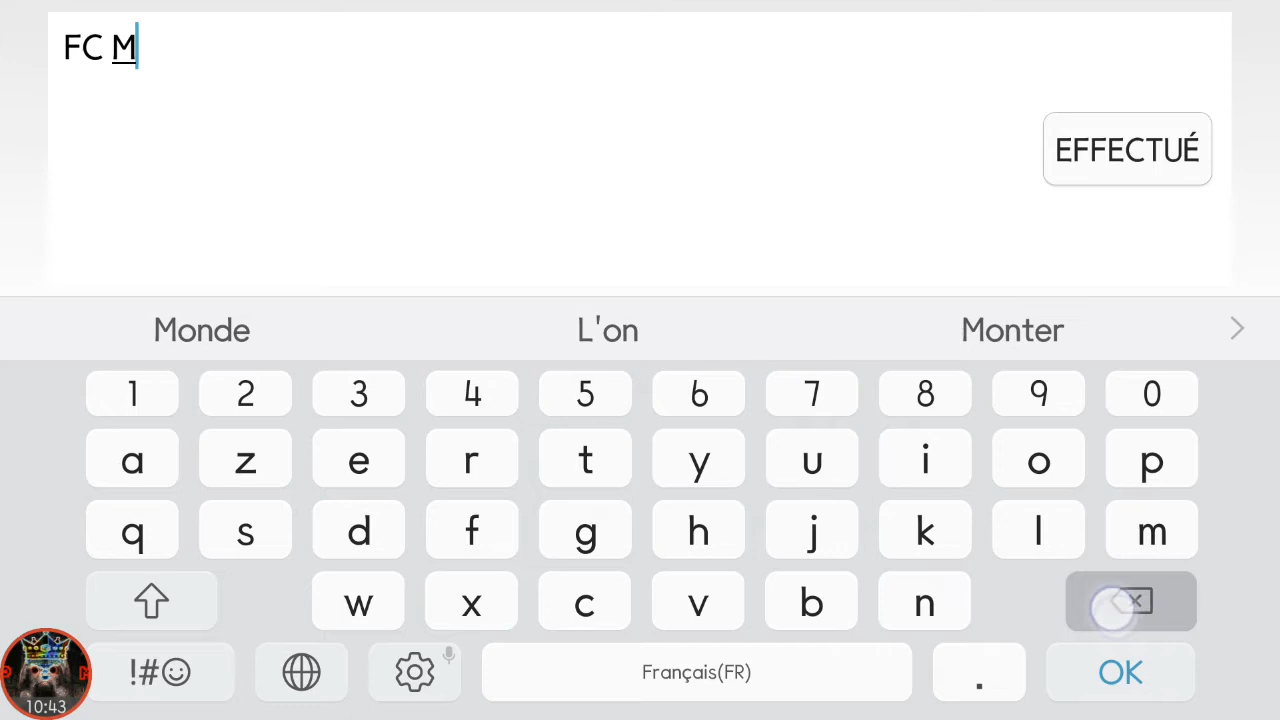 FC M
EFFECTUÉ
Monde L'on Monter
1 2 3 4 5 6 7 8 9 0
a z e r t y u i o p
q s d f g h j k l m
w x c v b n
!#☺ Français(FR) . OK
10:43